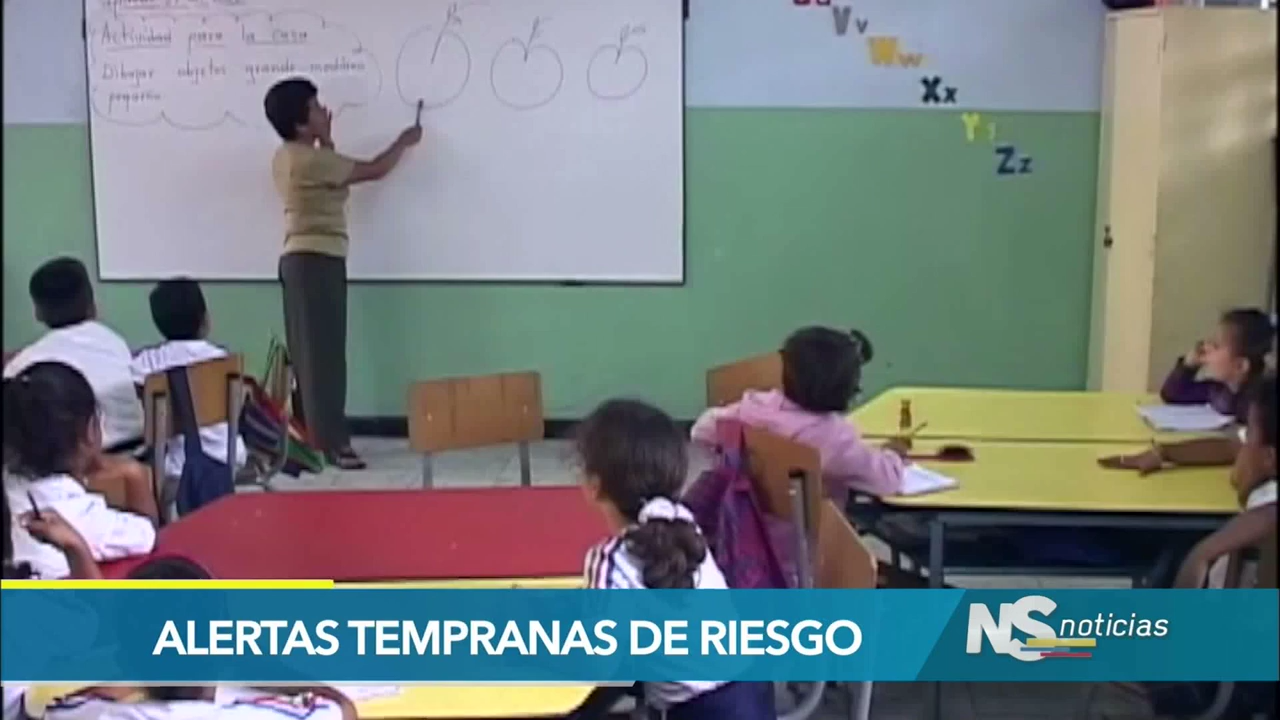 Actividad para la casa
Dibujar objetos grande mediano
pequeño
Vv
Ww
Xx
Y
Zz
ALERTAS TEMPRANAS DE RIESGO
NS noticias